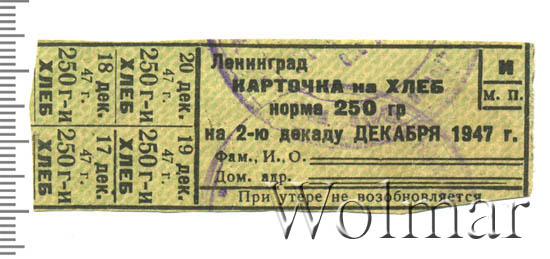 Ленинград
КАРТОЧКА на ХЛЕБ
норма 250 гр
на 2-ю декаду ДЕКАБРЯ 1947 г.
Фам., И., О.
Дом. адр.
При утере не возобновляется
И
М. П.
20 дек.
47 г.
250 г-И
ХЛЕБ
18 дек.
47 г.
250 г-И
ХЛЕБ
19 дек.
47 г.
250 г-И
ХЛЕБ
17 дек.
47 г.
250 г-И
ХЛЕБ
Wolmar